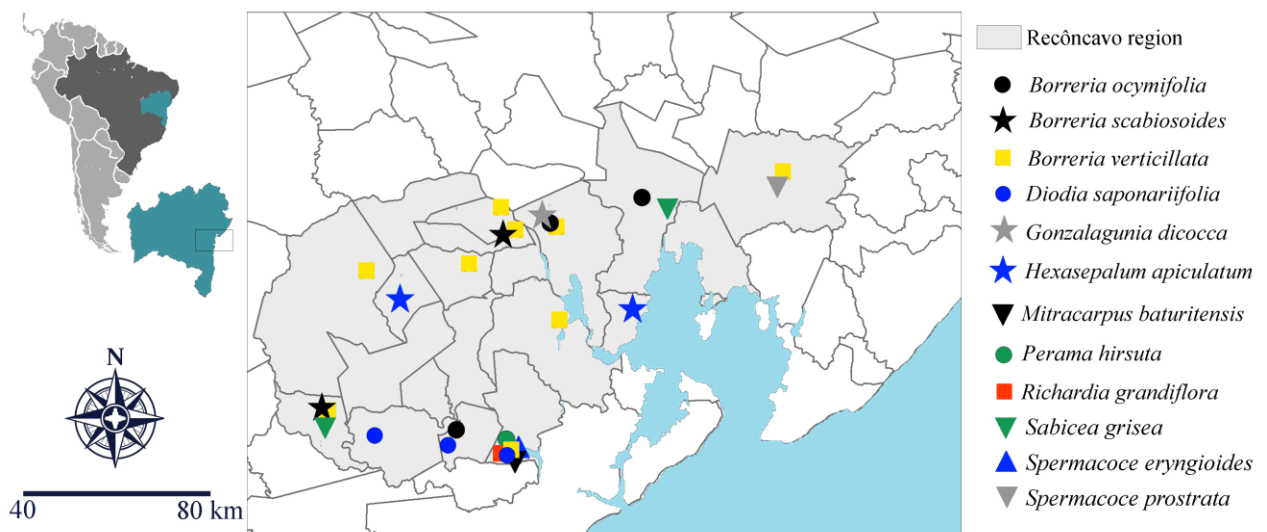 Recôncavo region
Borreria ocymifolia
Borreria scabiosoides
Borreria verticillata
Diodia saponariifolia
Gonzalagunia dicocca
Hexasepalum apiculatum
Mitracarpus baturitensis
Perama hirsuta
Richardia grandiflora
Sabicea grisea
Spermacoce eryngioides
Spermacoce prostrata
N
40 80 km